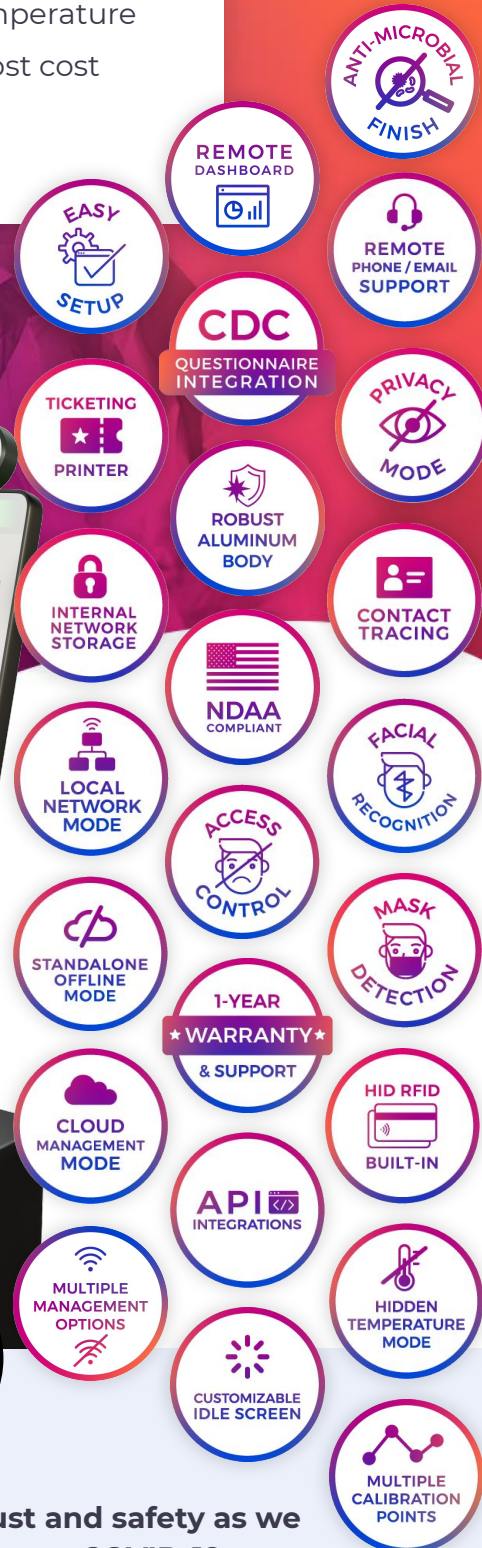 ost cost
ANTI-MICROBIAL
FINISH
REMOTE
DASHBOARD
EASY
SETUP
REMOTE
PHONE / EMAIL
SUPPORT
CDC
QUESTIONNAIRE
INTEGRATION
TICKETING
PRINTER
PRIVACY
MODE
ROBUST
ALUMINUM
BODY
INTERNAL
NETWORK
STORAGE
CONTACT
TRACING
NDAA
COMPLIANT
LOCAL
NETWORK
MODE
FACIAL
RECOGNITION
ACCESS
CONTROL
STANDALONE
OFFLINE
MODE
MASK
DETECTION
1-YEAR
WARRANTY
& SUPPORT
CLOUD
MANAGEMENT
MODE
HID RFID
BUILT-IN
API </>
INTEGRATIONS
MULTIPLE
MANAGEMENT
OPTIONS
HIDDEN
TEMPERATURE
MODE
CUSTOMIZABLE
IDLE SCREEN
MULTIPLE
CALIBRATION
POINTS
ust and safety as we